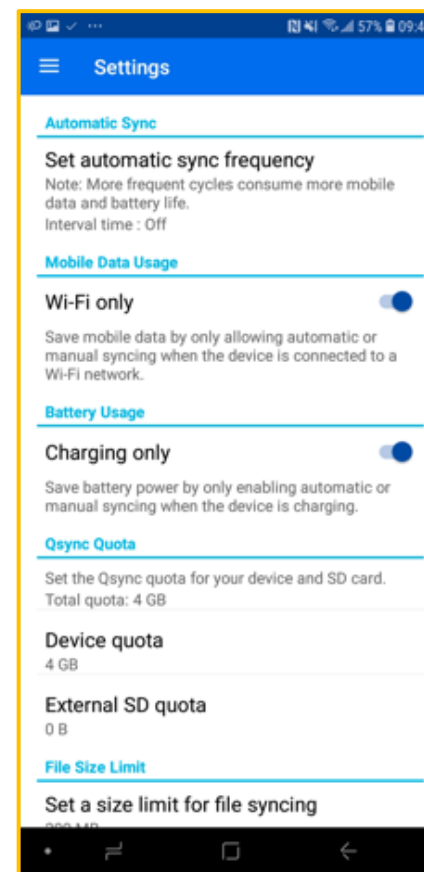 57% 09:4
Settings
Automatic Sync
Set automatic sync frequency
Note: More frequent cycles consume more mobile
data and battery life.
Interval time : Off
Mobile Data Usage
Wi-Fi only
Save mobile data by only allowing automatic or
manual syncing when the device is connected to a
Wi-Fi network.
Battery Usage
Charging only
Save battery power by only enabling automatic or
manual syncing when the device is charging.
Qsync Quota
Set the Qsync quota for your device and SD card.
Total quota: 4 GB
Device quota
4 GB
External SD quota
0 B
File Size Limit
Set a size limit for file syncing